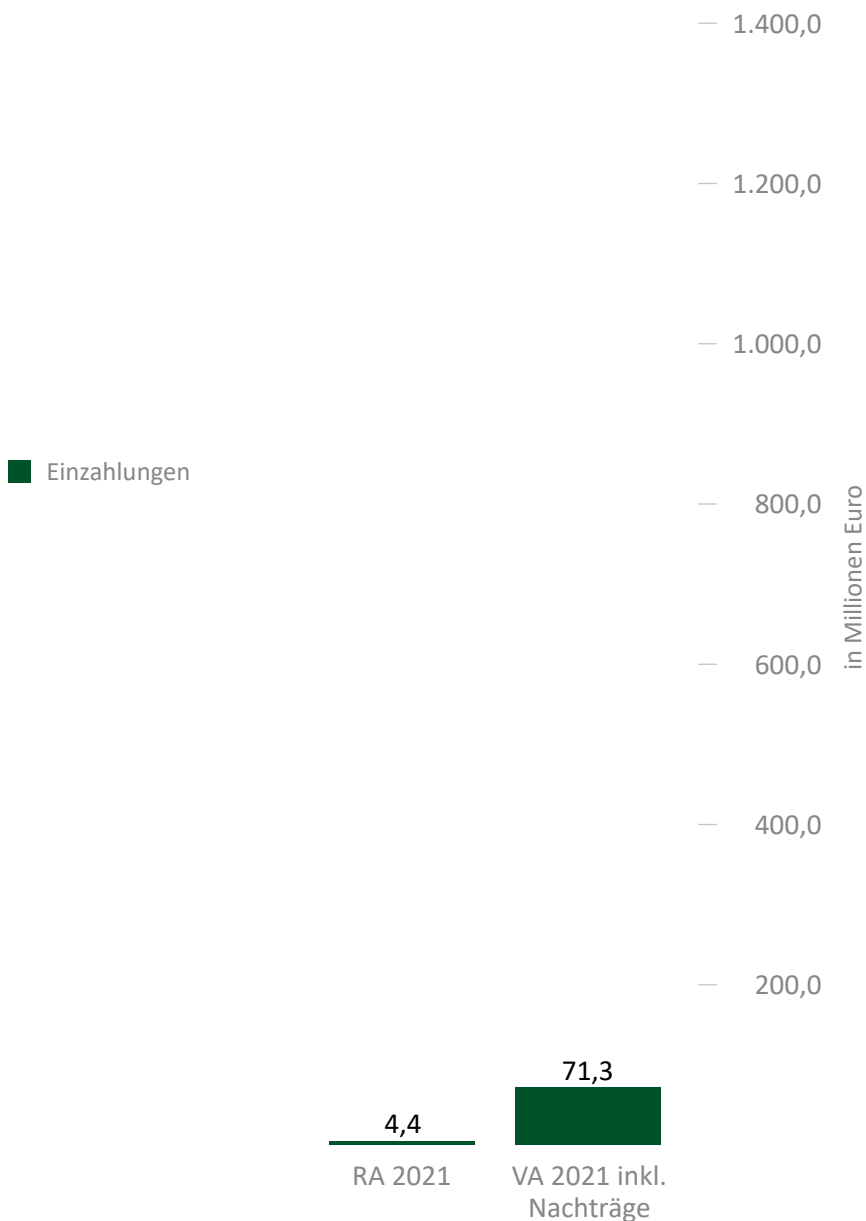 1.400,0
1.200,0
1.000,0
Einzahlungen
800,0
in Millionen Euro
600,0
400,0
200,0
71,3
4,4
RA 2021
VA 2021 inkl.
Nachträge